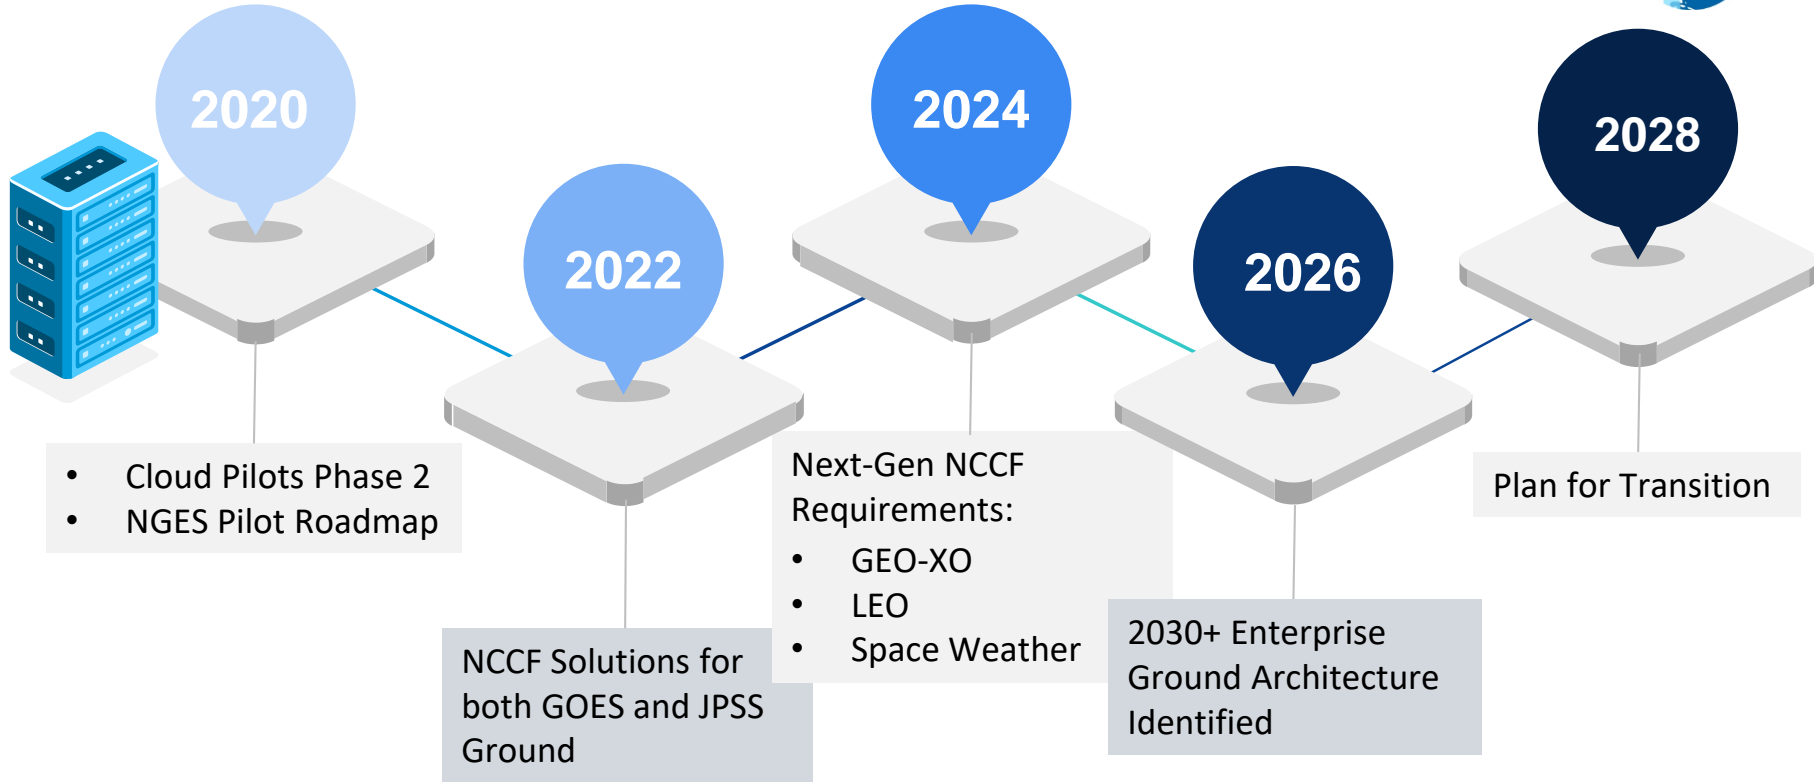 2020
• Cloud Pilots Phase 2
• NGES Pilot Roadmap
2022
NCCF Solutions for
both GOES and JPSS
Ground
2024
Next-Gen NCCF
Requirements:
• GEO-XO
• LEO
• Space Weather
2026
2030+ Enterprise
Ground Architecture
Identified
2028
Plan for Transition